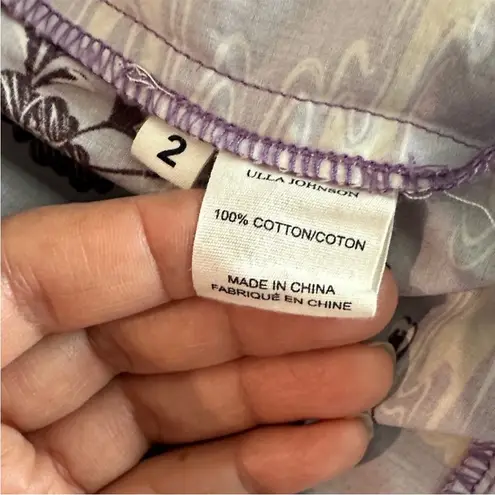 2
ULLA JOHNSON
100% COTTON/COTON
MADE IN CHINA
FABRIQUÉ EN CHINE